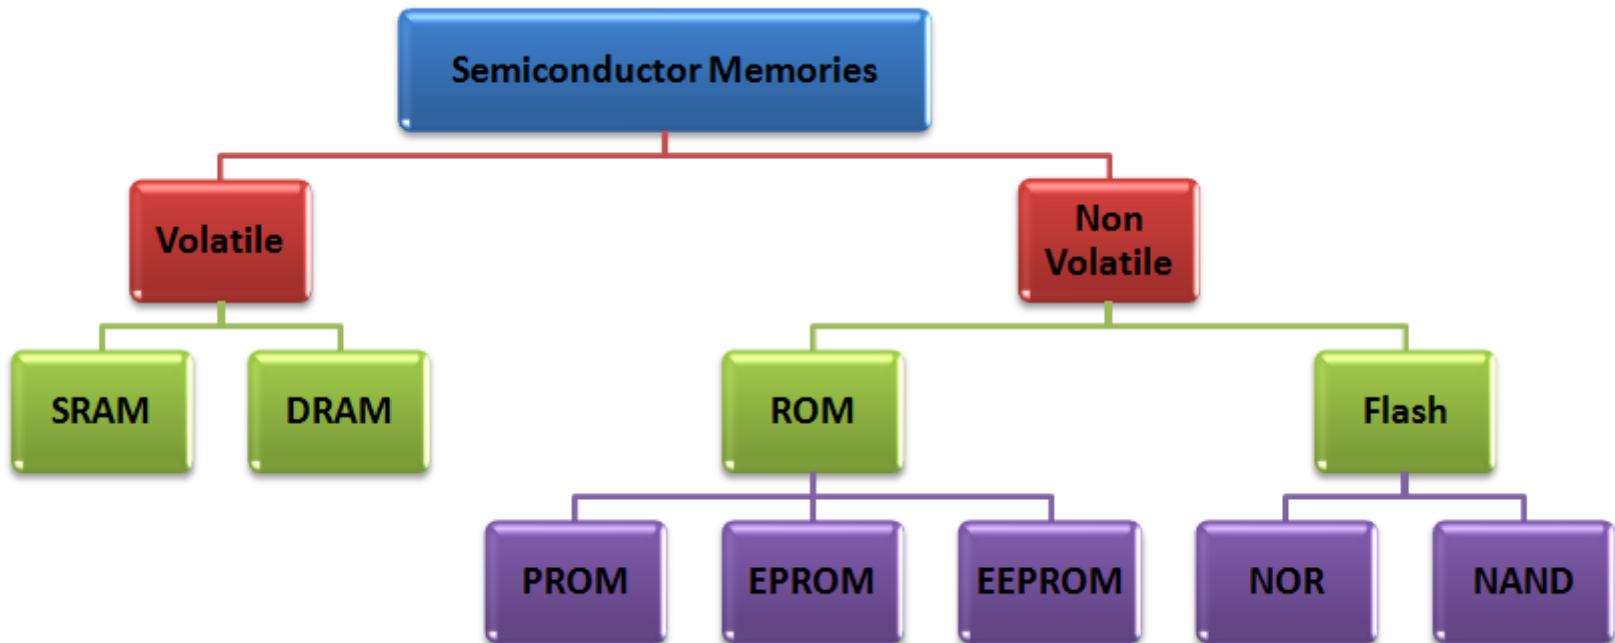 Semiconductor Memories
Volatile
Non
Volatile
SRAM
DRAM
ROM
Flash
PROM
EPROM
EEPROM
NOR
NAND